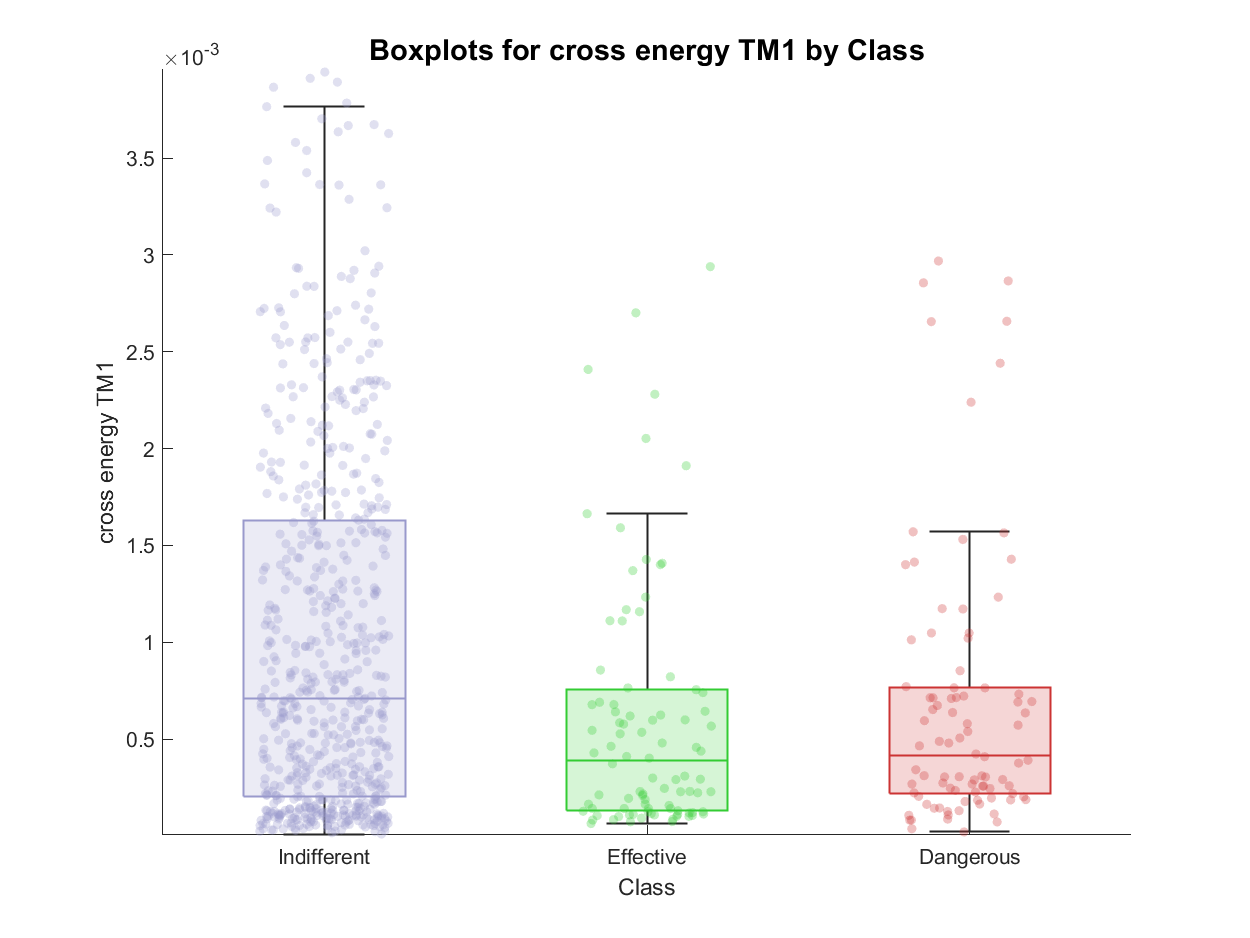 Boxplots for cross energy TM1 by Class
×10-3
3.5
3
2.5
2
1.5
1
0.5
cross energy TM1
Indifferent Effective Dangerous
Class